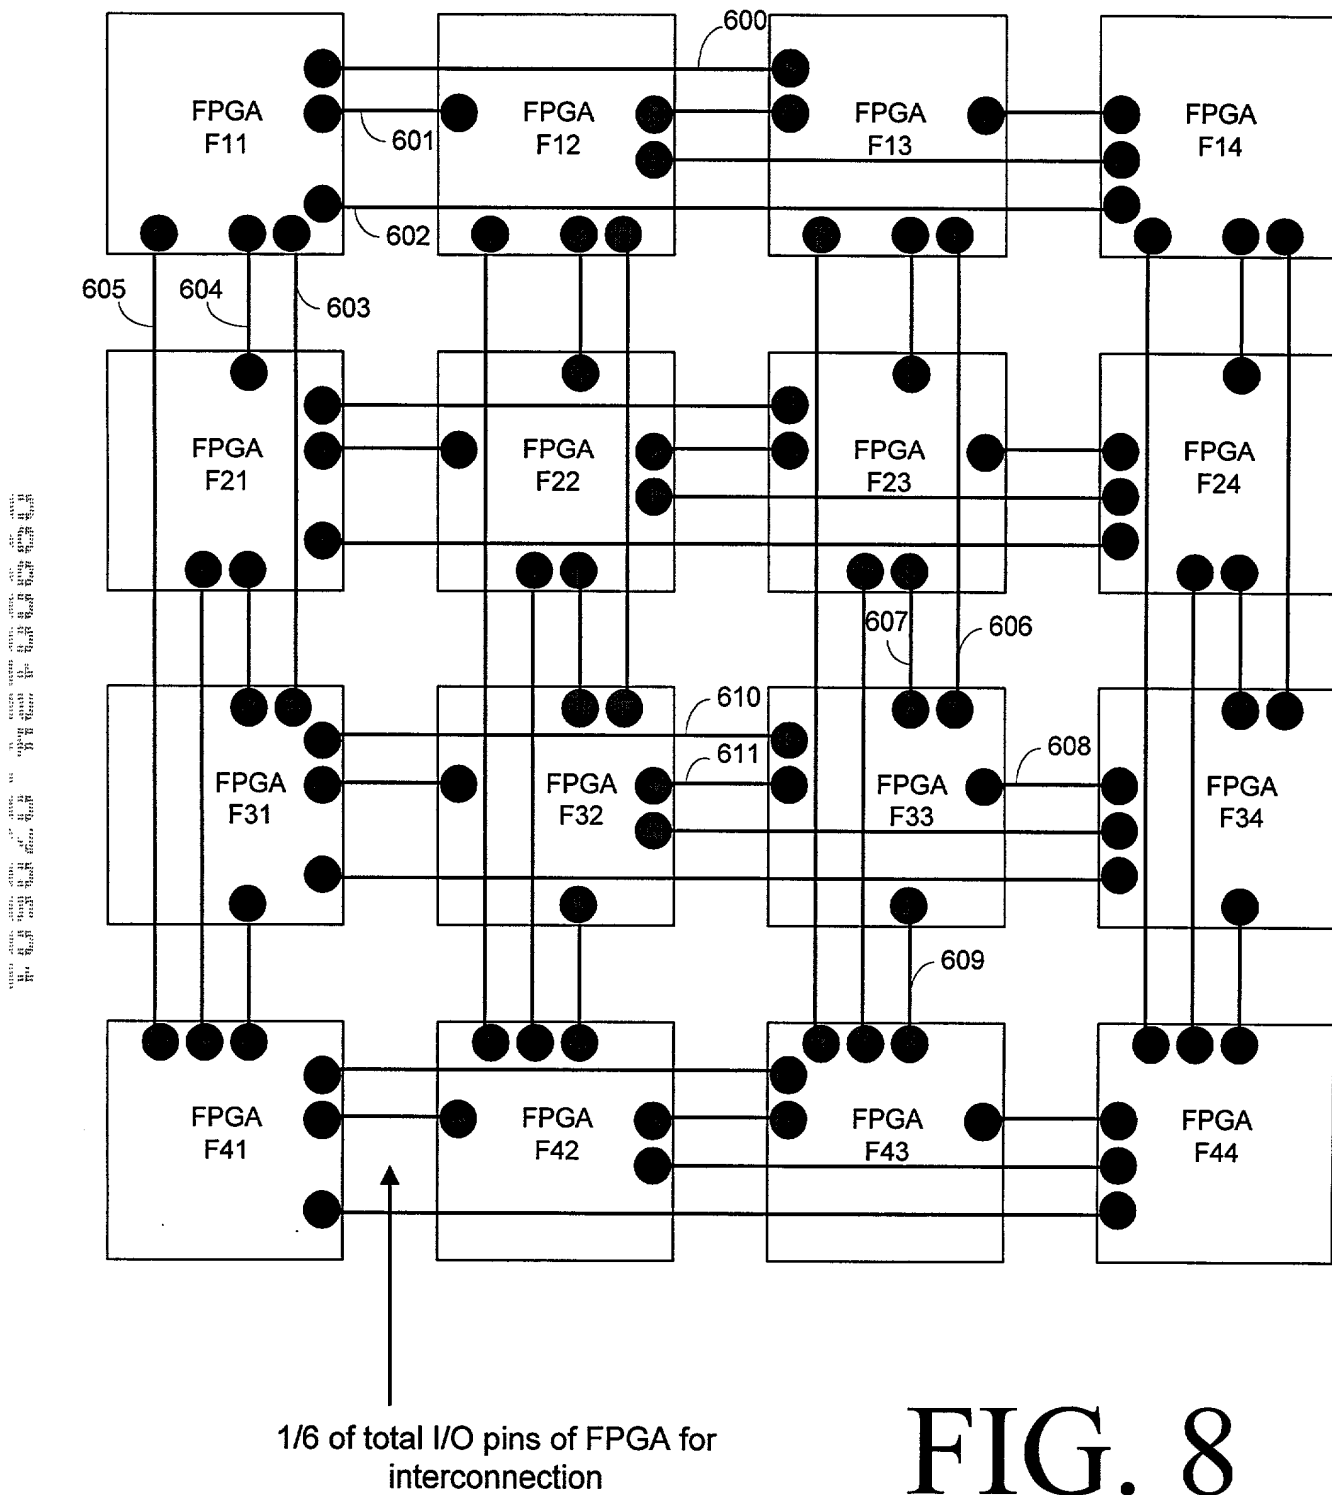 600
FPGA
F11
601
FPGA
F12
FPGA
F13
FPGA
F14
602
605
604
603
FPGA
F21
FPGA
F22
FPGA
F23
FPGA
F24
607
606
610
611
608
FPGA
F31
FPGA
F32
FPGA
F33
FPGA
F34
609
FPGA
F41
FPGA
F42
FPGA
F43
FPGA
F44
1/6 of total I/O pins of FPGA for
interconnection
FIG. 8